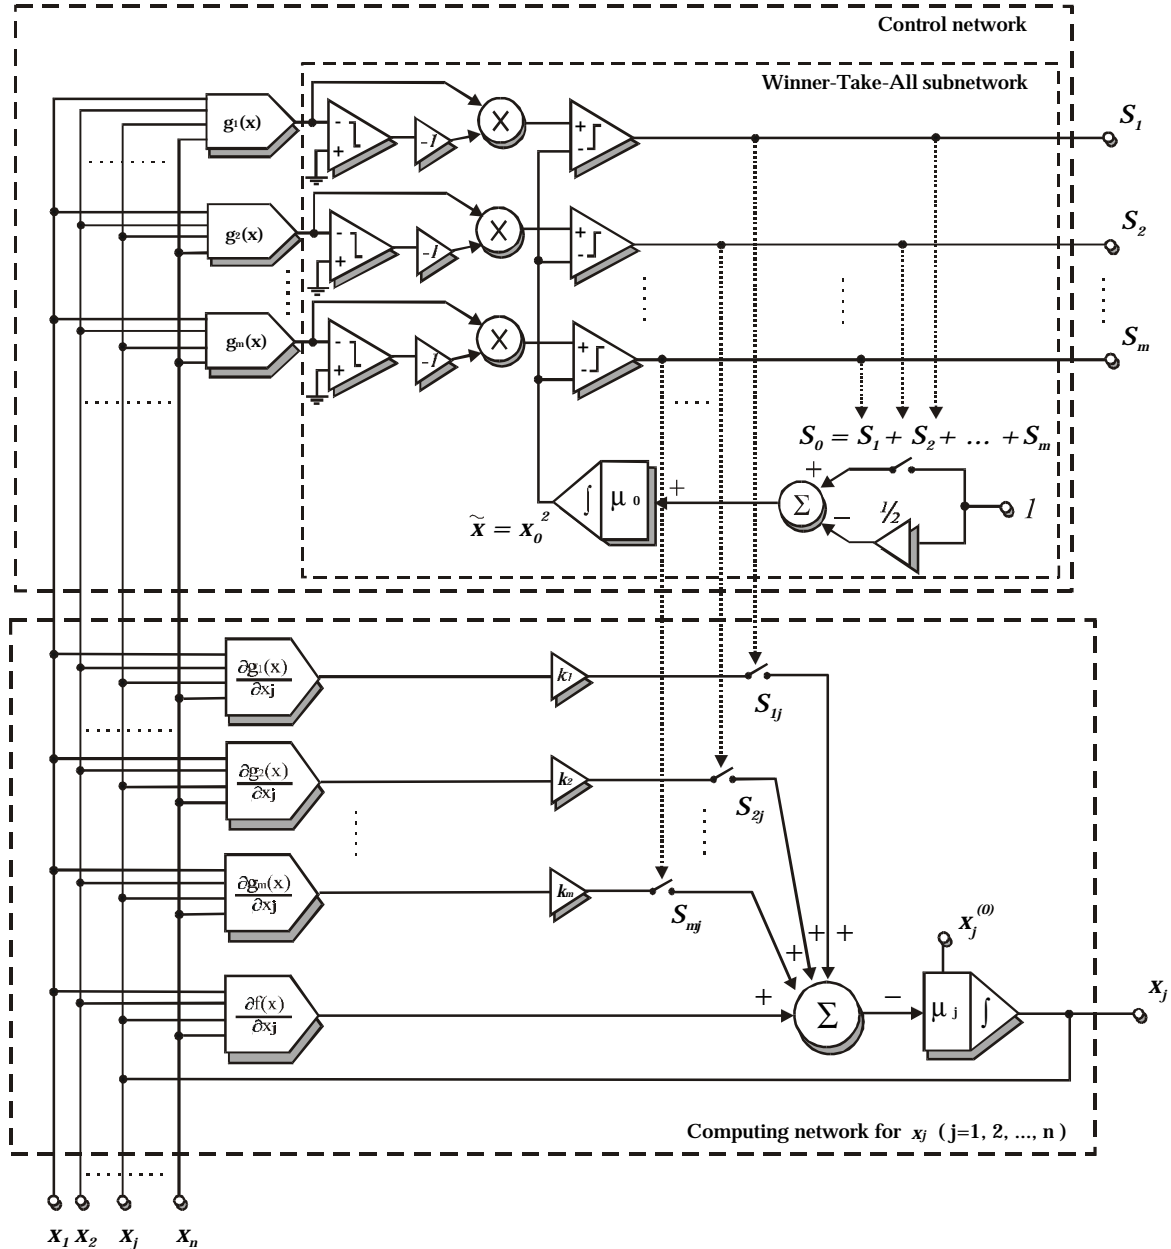 Control network
Winner-Take-All subnetwork
g₁(x)
- +
-1
X
+ -
S₁
g₂(x)
- +
-1
X
+ -
S₂
gₘ(x)
- +
-1
X
+ -
Sₘ
S₀ = S₁ + S₂ + ... + Sₘ
∫ μ₀
+
Σ
+
−
½
1
x̃ = x₀²
∂g₁(x)
∂xj
k₁
S₁ⱼ
∂g₂(x)
∂xj
k₂
S₂ⱼ
∂gₘ(x)
∂xj
kₘ
Sₘⱼ
+ + +
xⱼ⁽⁰⁾
∂f(x)
∂xj
+
Σ
−
μ ⱼ ∫
xⱼ
Computing network for xⱼ ( j=1, 2, ..., n )
x₁ x₂ xⱼ xₙ